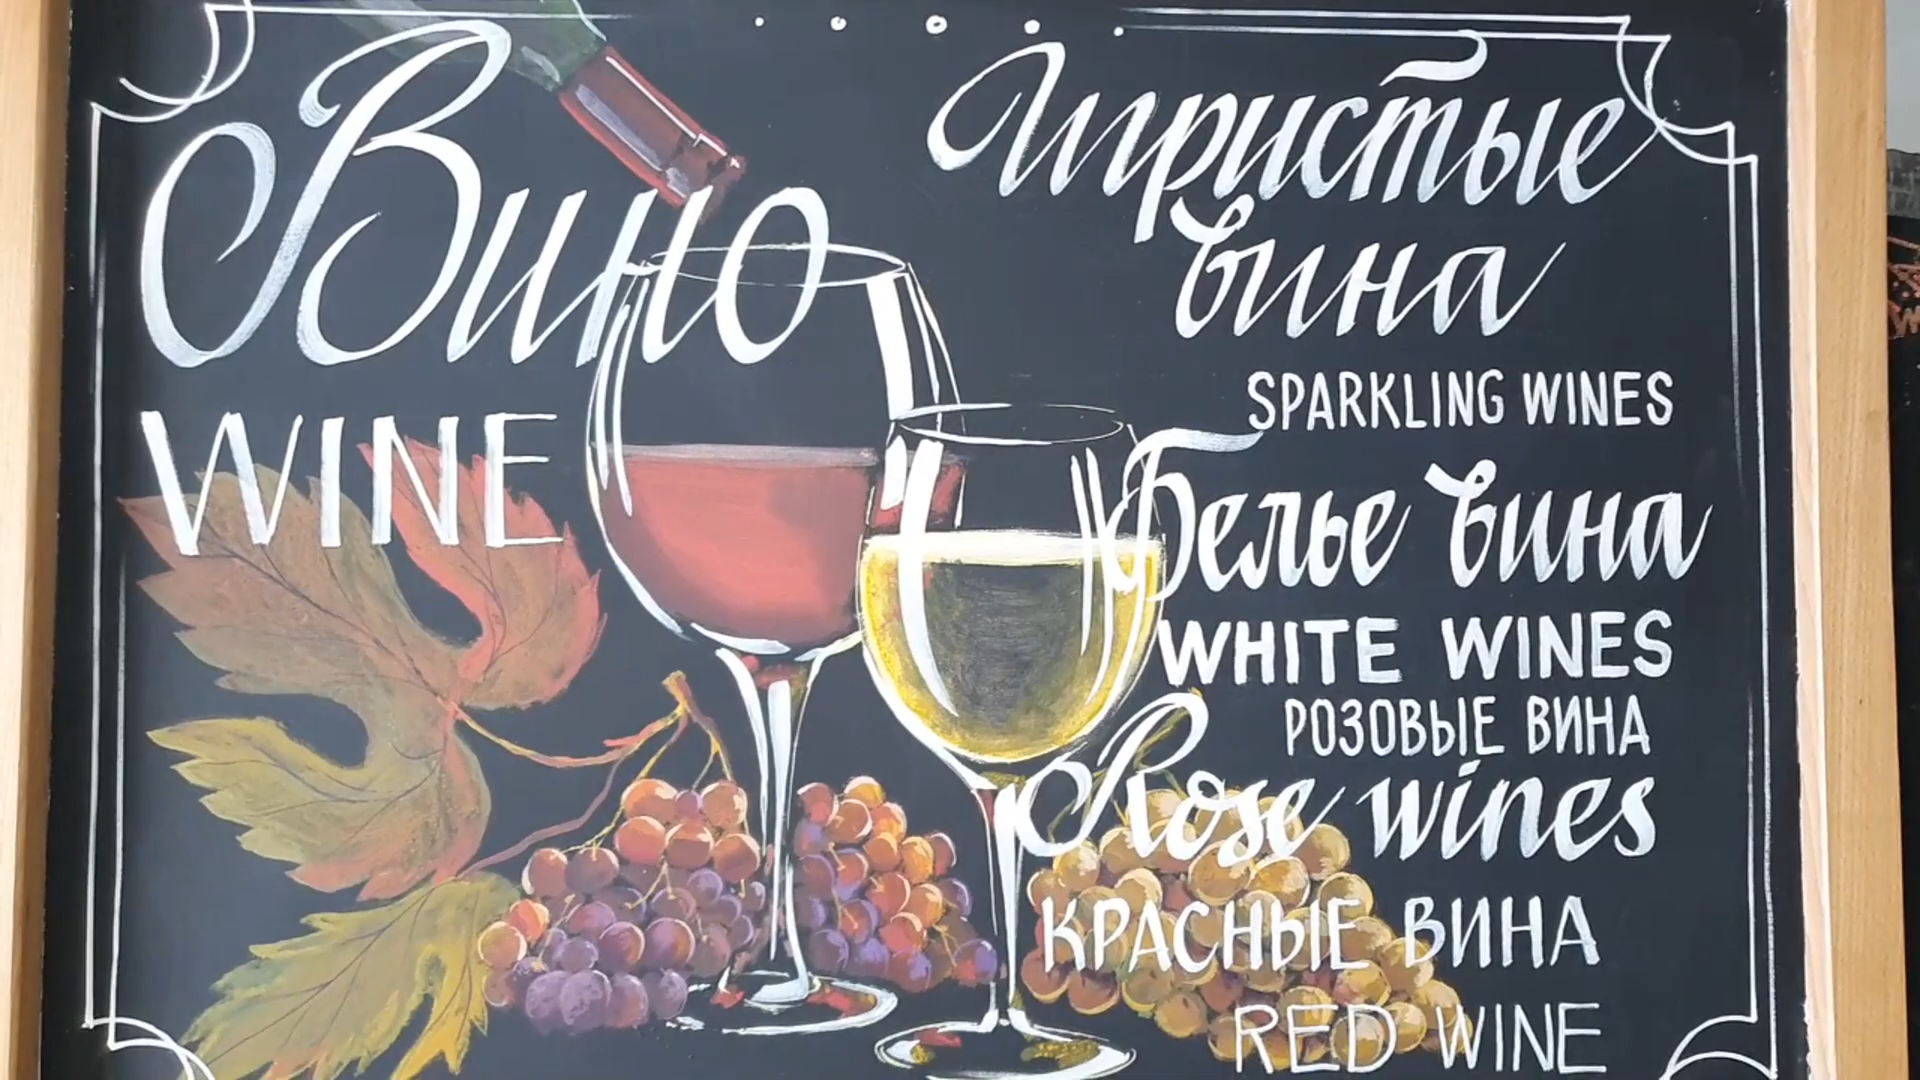 Вино
WINE
Игристые
вина
SPARKLING WINES
Белые вина
WHITE WINES
РОЗОВЫЕ ВИНА
Rose wines
КРАСНЫЕ ВИНА
RED WINE